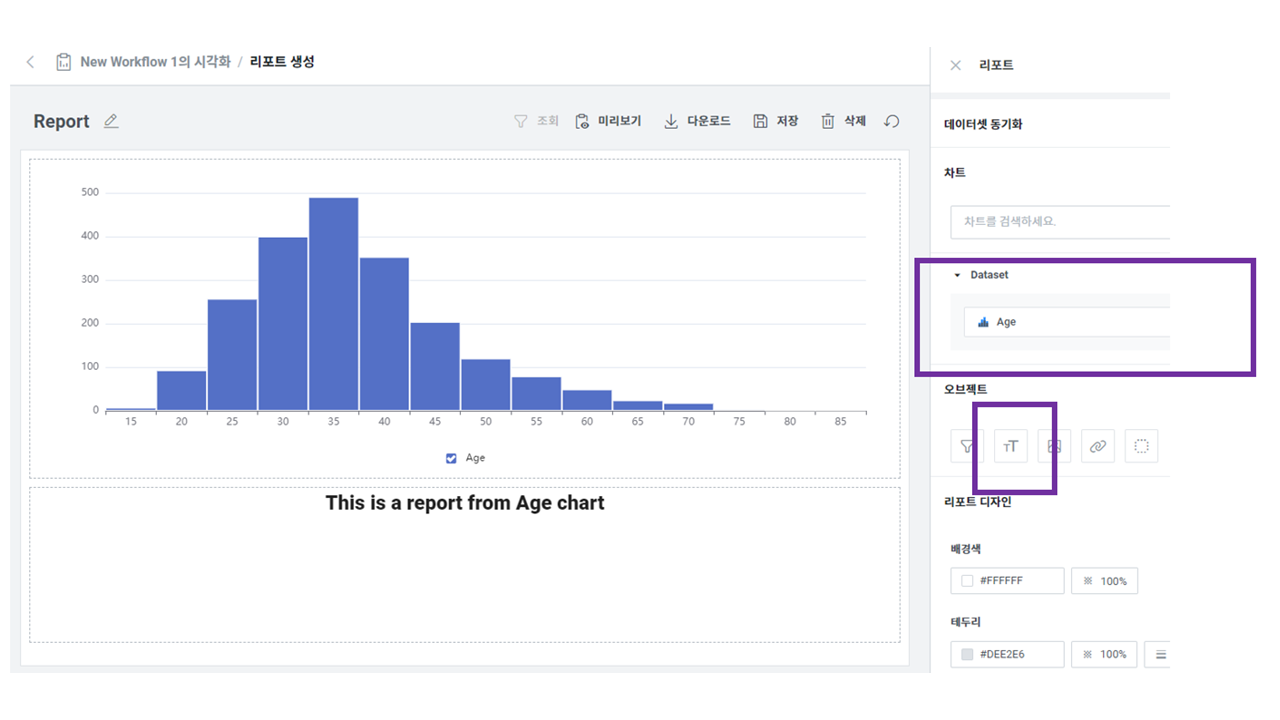 New Workflow 1의 시각화 / 리포트 생성
리포트
Report
조회 미리보기 다운로드 저장 삭제
데이터셋 동기화
차트
차트를 검색하세요.
Dataset
Age
오브젝트
TT
리포트 디자인
배경색
#FFFFFF 100%
테두리
#DEE2E6 100%
500
400
300
200
100
0
15 20 25 30 35 40 45 50 55 60 65 70 75 80 85
Age
This is a report from Age chart